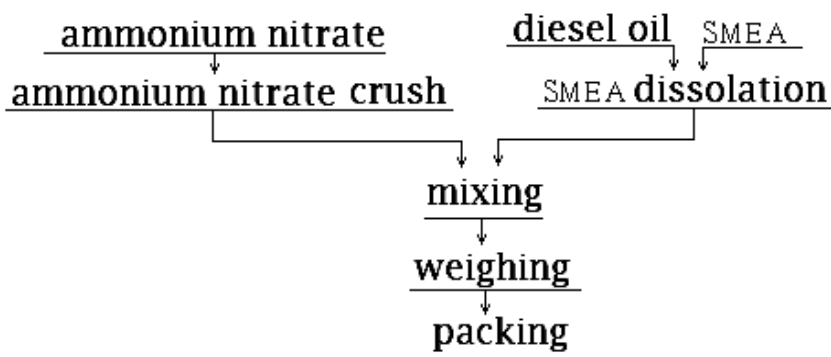 ammonium nitrate
diesel oil
SMEA
ammonium nitrate crush
SMEA dissolation
mixing
weighing
packing